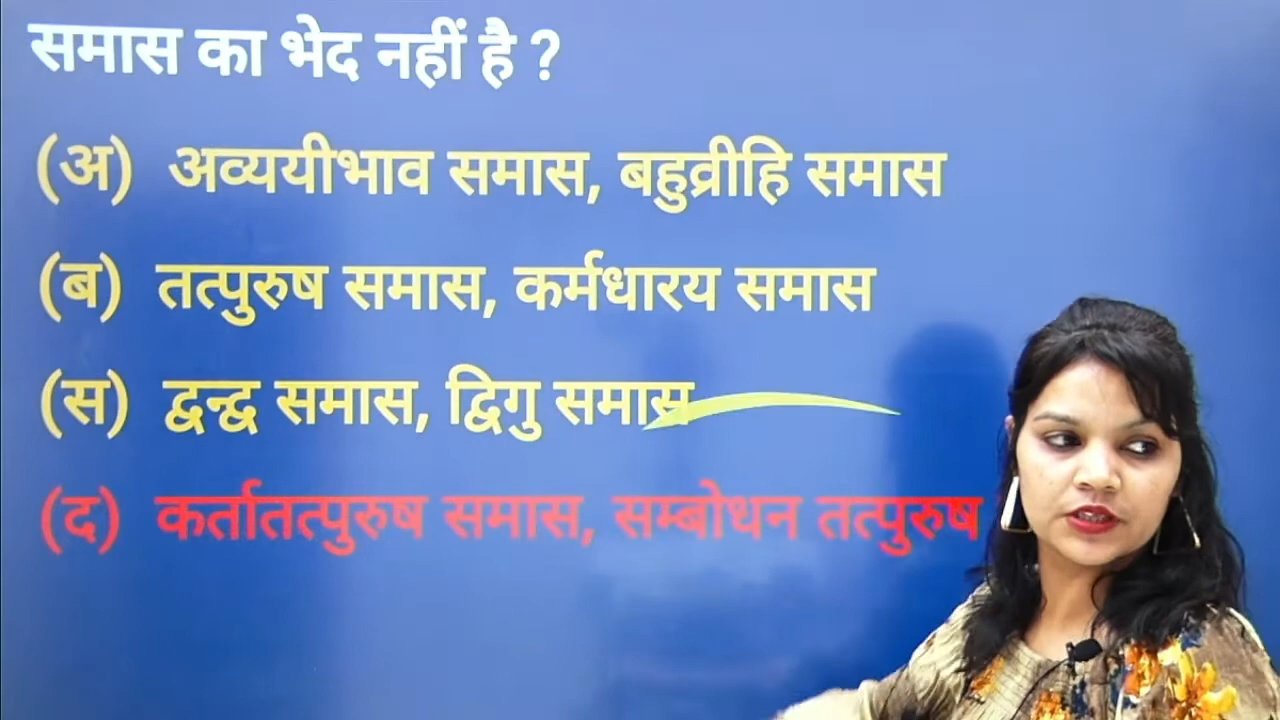 समास का भेद नहीं है ?
(अ) अव्ययीभाव समास, बहुव्रीहि समास
(ब) तत्पुरुष समास, कर्मधारय समास
(स) द्वन्द्व समास, द्विगु समास
(द) कर्तातत्पुरुष समास, सम्बोधन तत्पुरुष